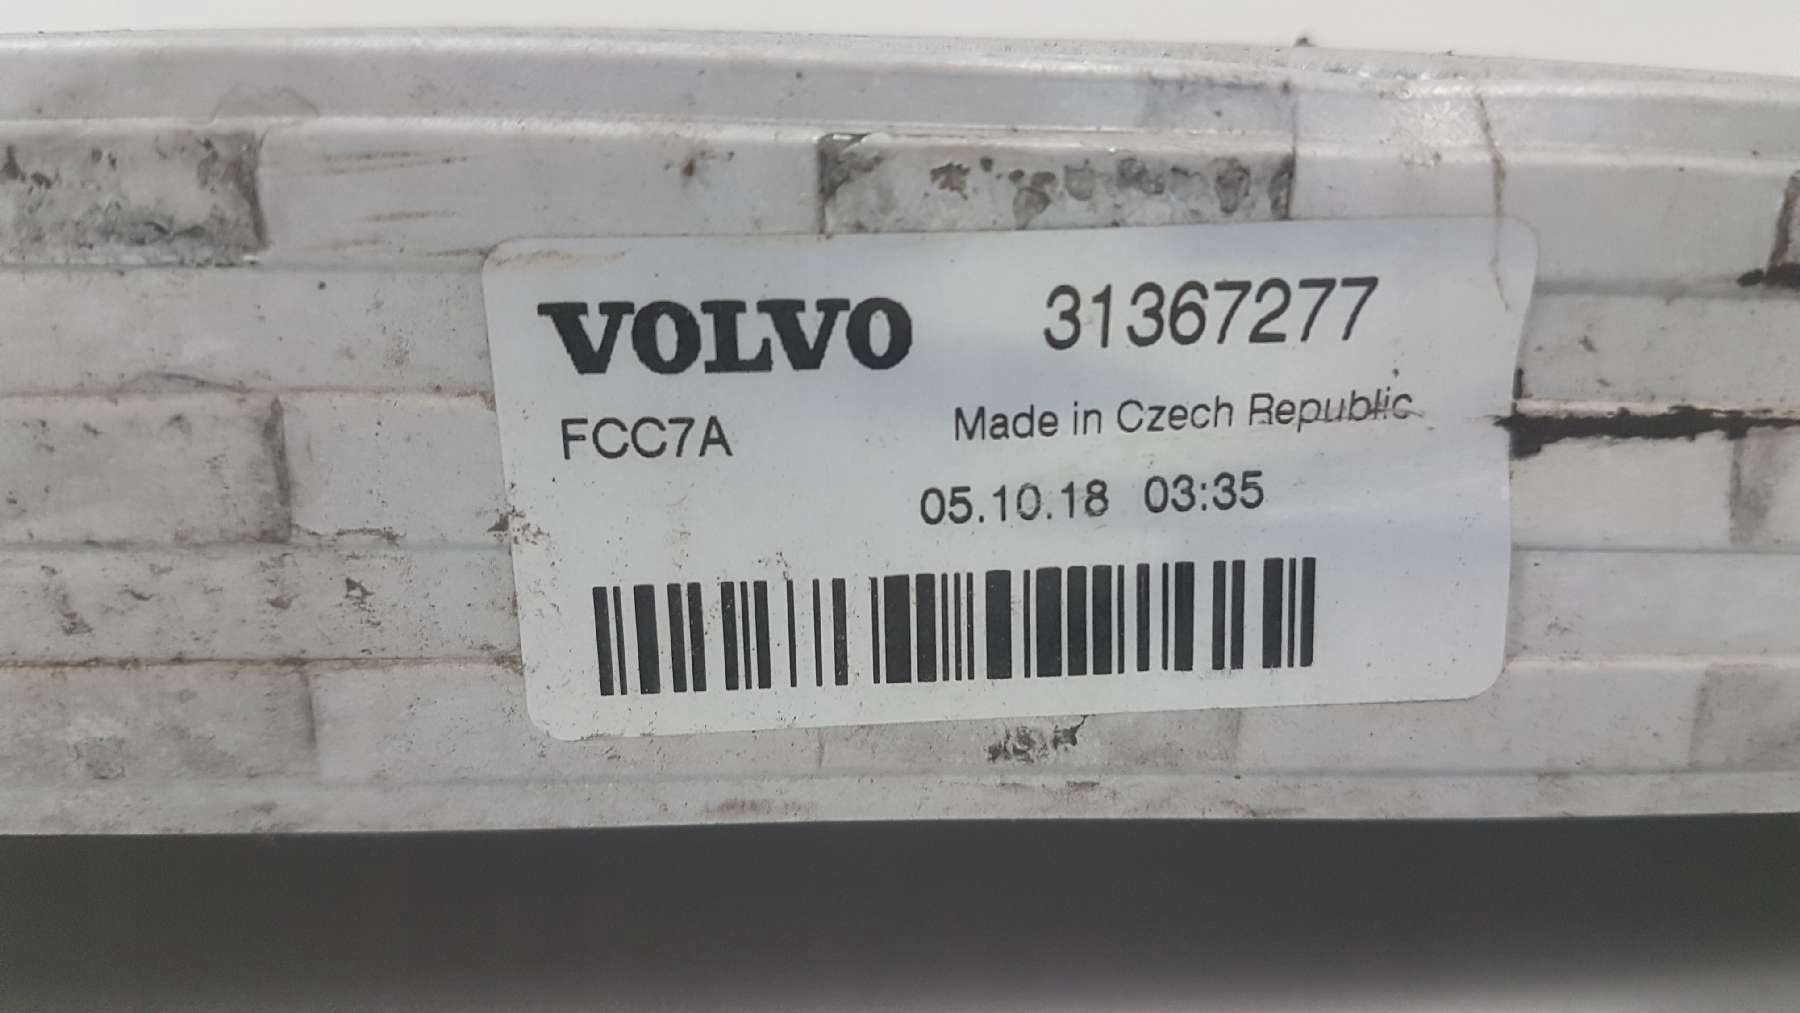 VOLVO 31367277
FCC7A Made in Czech Republic
05.10.18 03:35